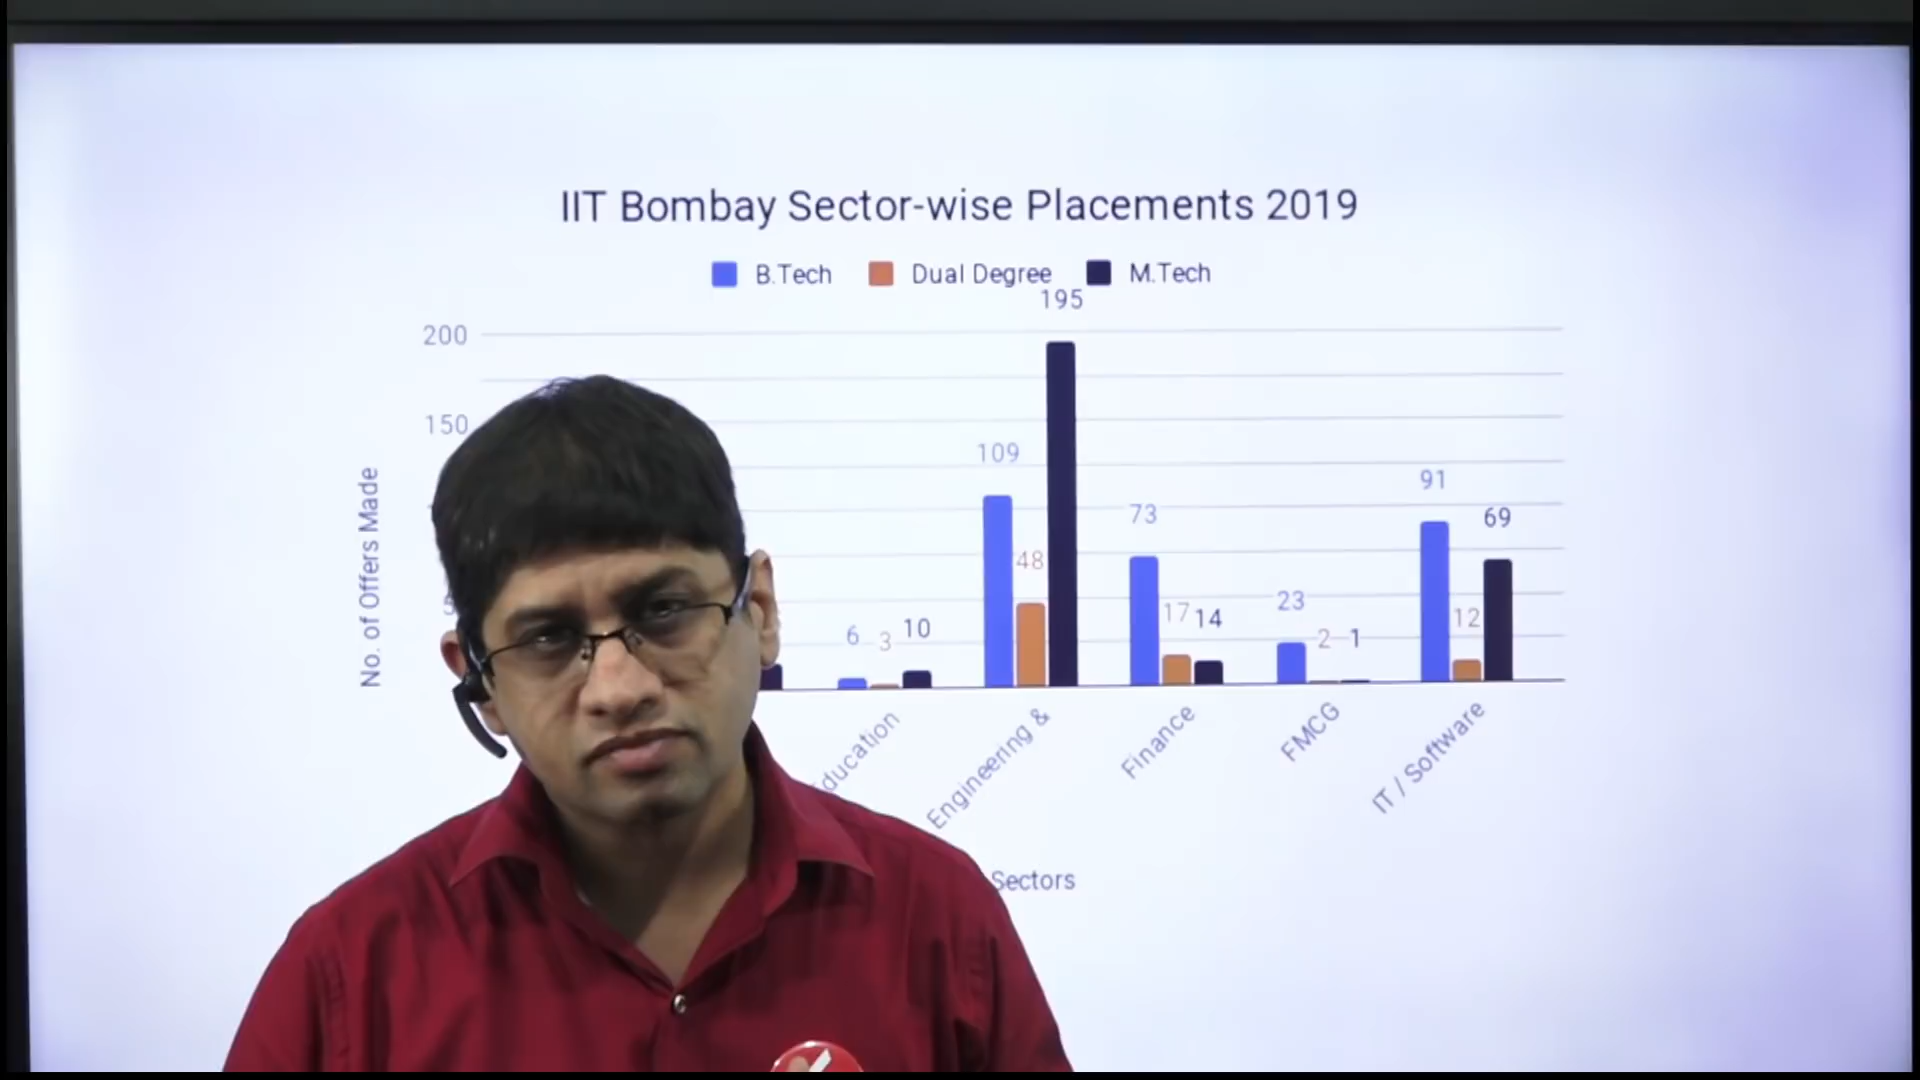 IIT Bombay Sector-wise Placements 2019
B.Tech Dual Degree M.Tech
195
200
150
109
91
73
69
48
23
17 14
12
6 3 10
2 1
No. of Offers Made
Engineering &
Finance
FMCG
IT / Software
Sectors